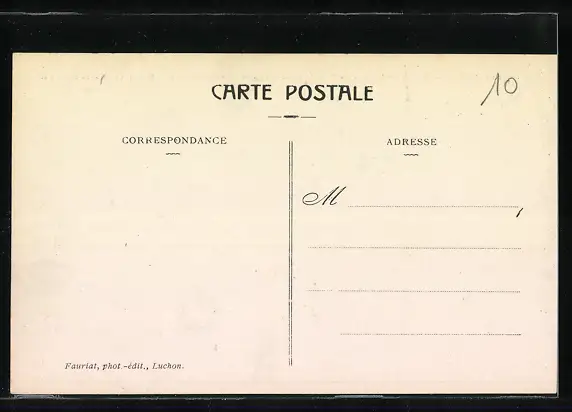 CARTE POSTALE
10
CORRESPONDANCE
ADRESSE
M
Fauriat, phot.-édit., Luchon.